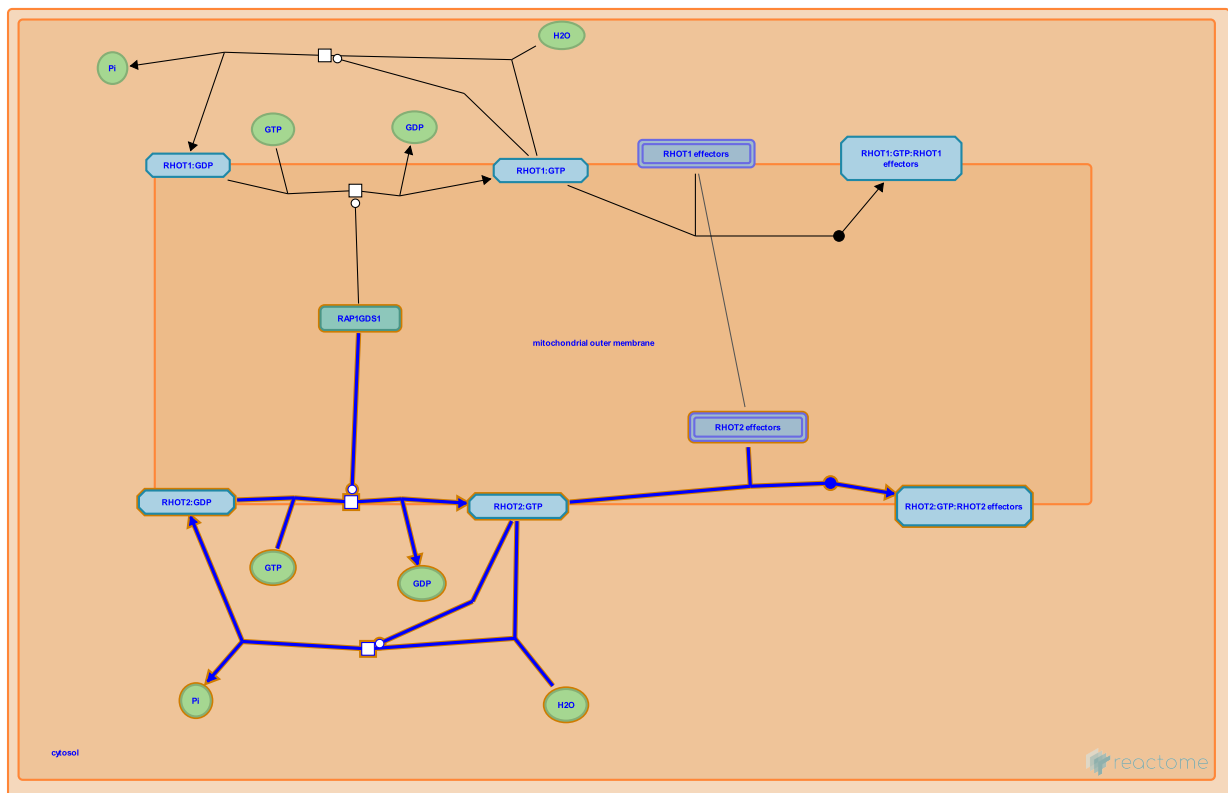 H2O
Pi
GTP
GDP
RHOT1:GDP
RHOT1:GTP
RHOT1 effectors
RHOT1:GTP:RHOT1
effectors
RAP1GDS1
mitochondrial outer membrane
RHOT2 effectors
RHOT2:GDP
RHOT2:GTP
RHOT2:GTP:RHOT2 effectors
GTP
GDP
Pi
H2O
cytosol
reactome